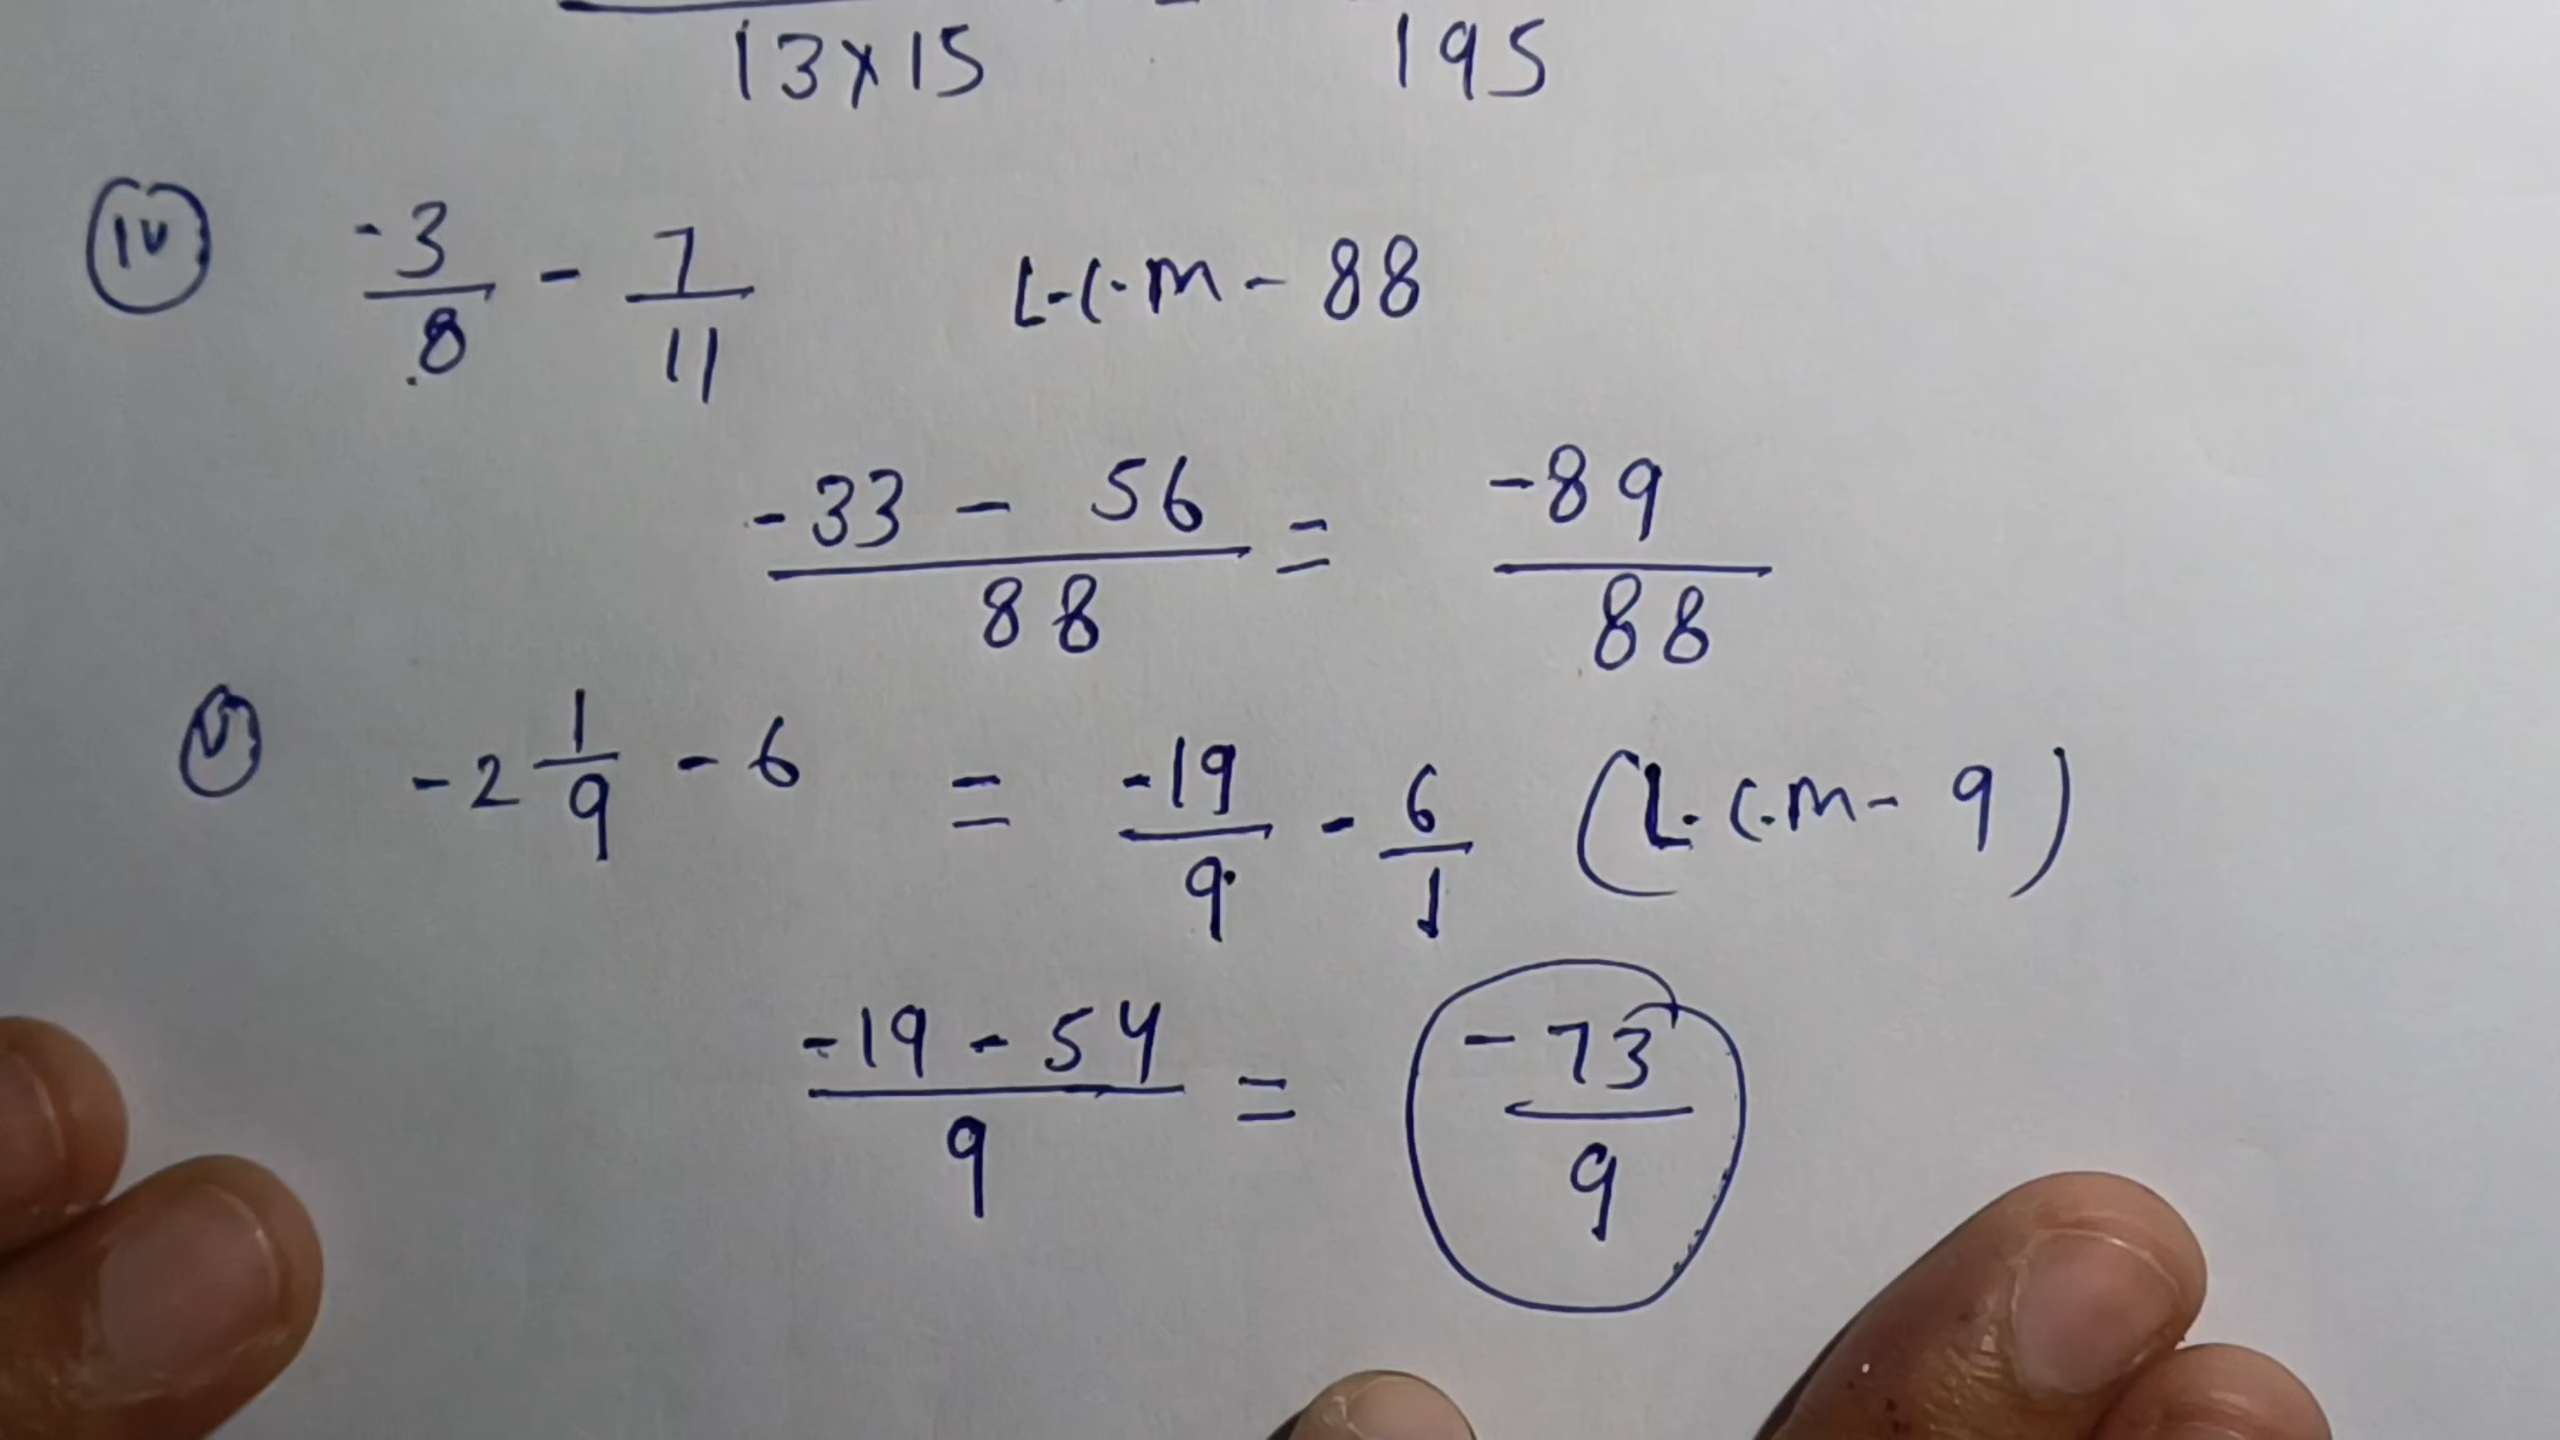 13×15 195
(iv) -3/8 - 7/11 L.C.M - 88
-33 - 56/88 = -89/88
(v) -2 1/9 - 6 = -19/9 - 6/1 (L.C.M - 9)
-19 - 54/9 = -73/9